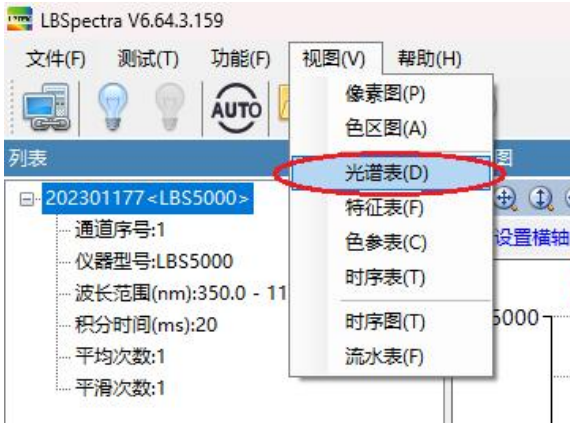 LBSpectra V6.64.3.159
文件(F) 测试(T) 功能(F) 视图(V) 帮助(H)
AUTO
列表
图
像素图(P)
色区图(A)
光谱表(D)
特征表(F)
色参表(C)
时序表(T)
时序图(T)
流水表(F)
设置横轴
5000
202301177<LBS5000>
通道序号:1
仪器型号:LBS5000
波长范围(nm):350.0 - 11
积分时间(ms):20
平均次数:1
平滑次数:1